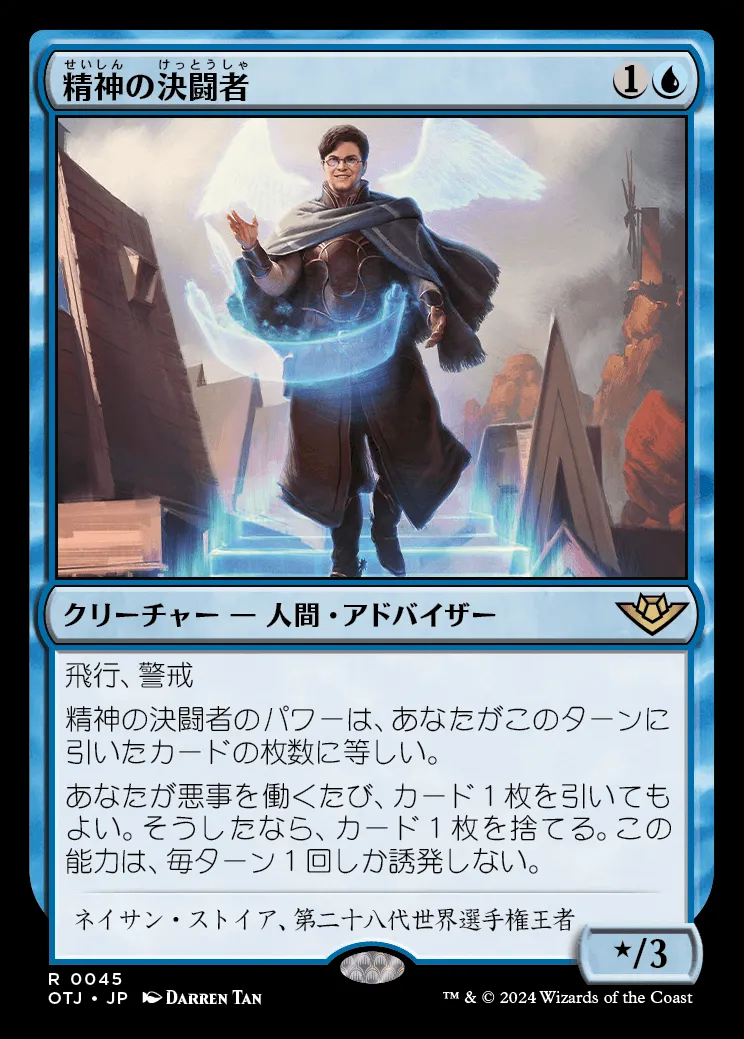 せいしん けっとうしゃ
精神の決闘者
1
クリーチャー — 人間・アドバイザー
飛行、警戒
精神の決闘者のパワーは、あなたがこのターンに
引いたカードの枚数に等しい。
あなたが悪事を働くたび、カード1枚を引いても
よい。そうしたなら、カード1枚を捨てる。この
能力は、毎ターン1回しか誘発しない。
ネイサン・ストイア、第二十八代世界選手権王者
★/3
R 0045
OTJ・JP DARREN TAN
™ & © 2024 Wizards of the Coast